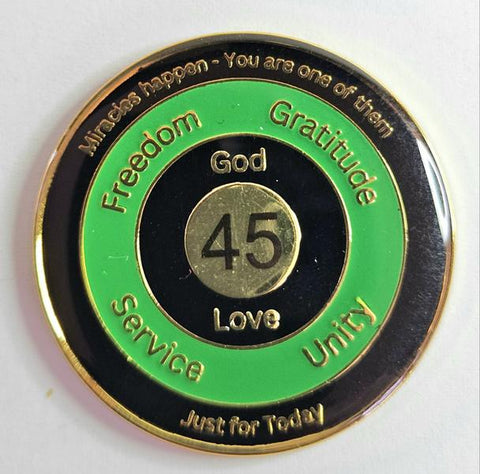 Miracles happen - You are one of them
Freedom
Gratitude
God
45
Love
Service
Unity
Just for Today